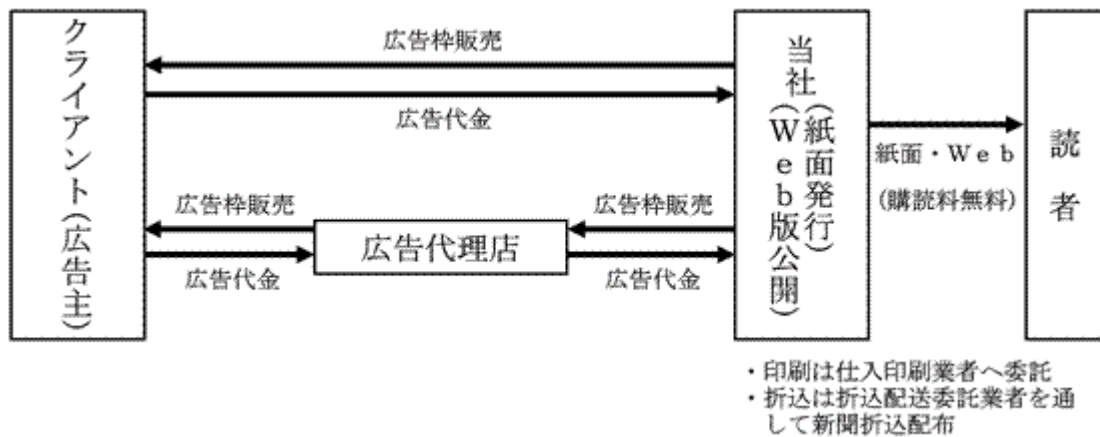 クライアント(広告主)
広告枠販売
広告代金
広告枠販売
広告代金
広告代理店
広告枠販売
広告代金
当社(紙面発行)
(Web版公開)
紙面・Web
(購読料無料)
読者
・印刷は仕入印刷業者へ委託
・折込は折込配送委託業者を通
して新聞折込配布